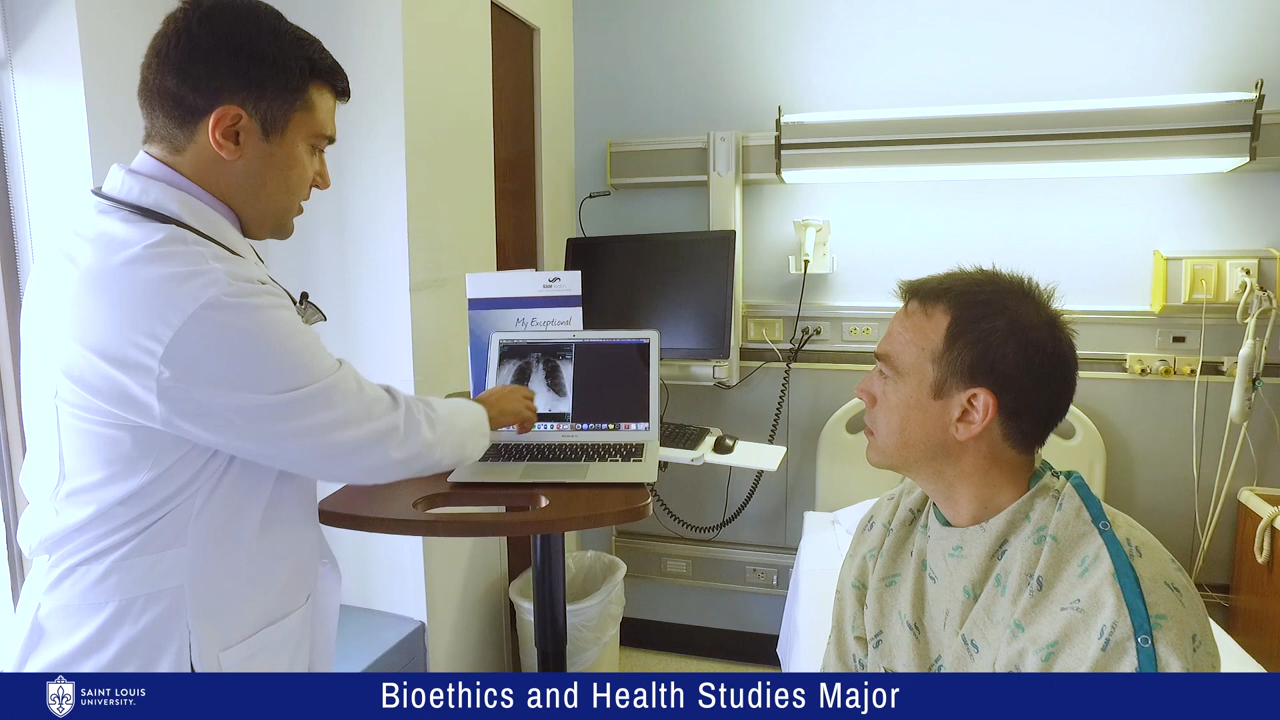 My Exceptional
SAINT LOUIS
UNIVERSITY.
Bioethics and Health Studies Major